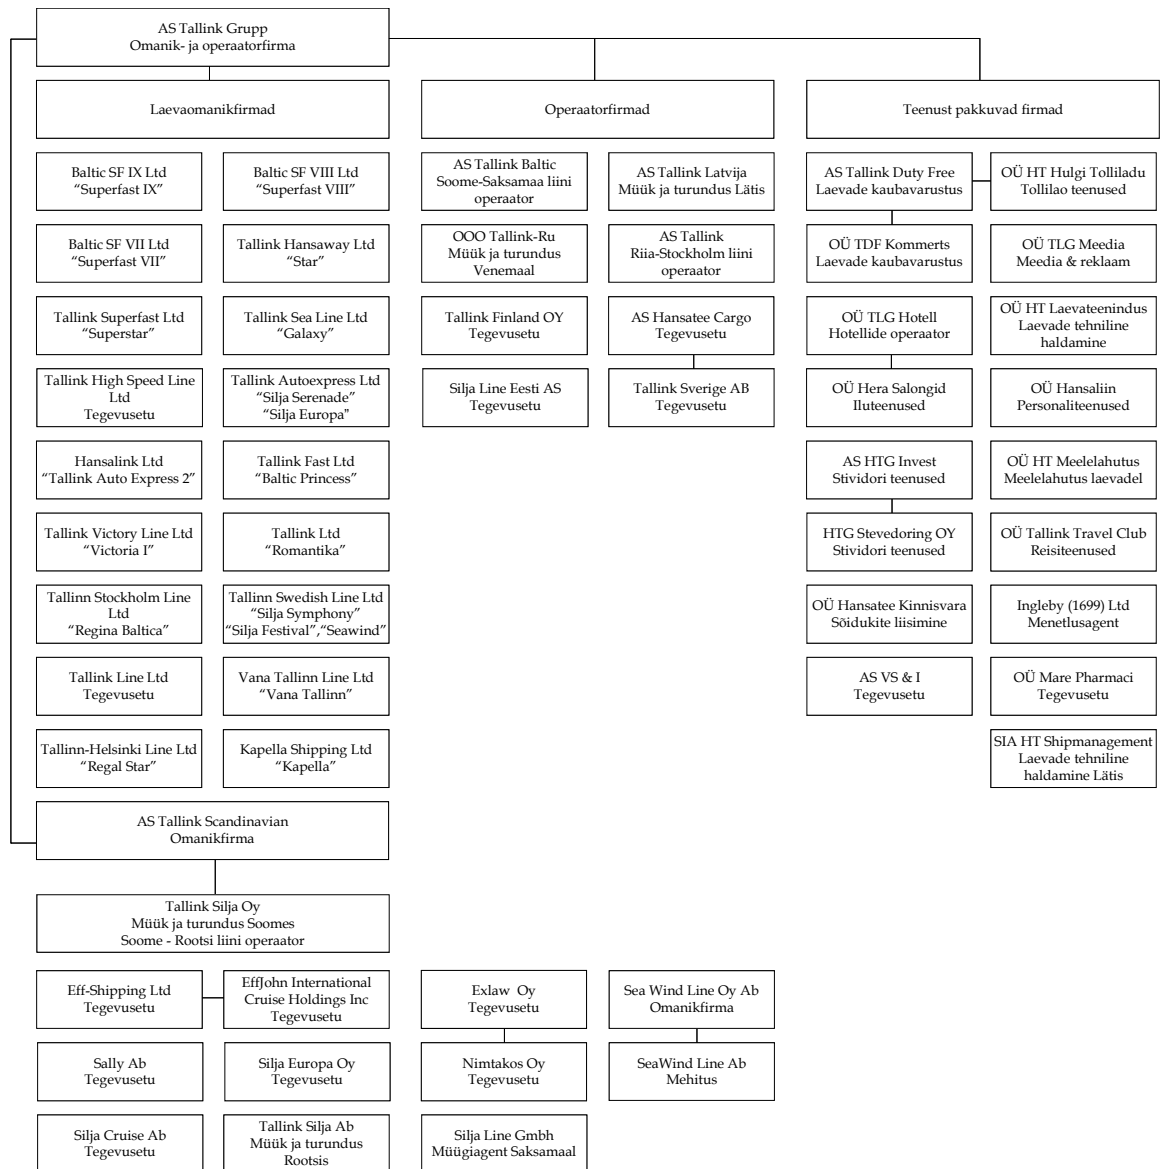 AS Tallink Grupp
Omanik- ja operaatorfirma
Laevaomanikfirmad
Operaatorfirmad
Teenust pakkuvad firmad
Baltic SF IX Ltd
“Superfast IX”
Baltic SF VIII Ltd
“Superfast VIII”
AS Tallink Baltic
Soome-Saksamaa liini
operaator
AS Tallink Latvija
Müük ja turundus Lätis
AS Tallink Duty Free
Laevade kaubavarustus
OÜ HT Hulgi Tolliladu
Tollilao teenused
Baltic SF VII Ltd
“Superfast VII”
Tallink Hansaway Ltd
“Star”
OOO Tallink-Ru
Müük ja turundus
Venemaal
AS Tallink
Riia-Stockholm liini
operaator
OÜ TDF Kommerts
Laevade kaubavarustus
OÜ TLG Meedia
Meedia & reklaam
Tallink Superfast Ltd
“Superstar”
Tallink Sea Line Ltd
“Galaxy”
Tallink Finland OY
Tegevusetu
AS Hansatee Cargo
Tegevusetu
OÜ TLG Hotell
Hotellide operaator
OÜ HT Laevateenindus
Laevade tehniline
haldamine
Tallink High Speed Line
Ltd
Tegevusetu
Tallink Autoexpress Ltd
“Silja Serenade”
“Silja Europa”
Silja Line Eesti AS
Tegevusetu
Tallink Sverige AB
Tegevusetu
OÜ Hera Salongid
Iluteenused
OÜ Hansaliin
Personaliteenused
Hansalink Ltd
“Tallink Auto Express 2”
Tallink Fast Ltd
“Baltic Princess”
AS HTG Invest
Stividori teenused
OÜ HT Meelelahutus
Meelelahutus laevadel
Tallink Victory Line Ltd
“Victoria I”
Tallink Ltd
“Romantika”
HTG Stevedoring OY
Stividori teenused
OÜ Tallink Travel Club
Reisiteenused
Tallinn Stockholm Line
Ltd
“Regina Baltica”
Tallinn Swedish Line Ltd
“Silja Symphony”
“Silja Festival”,“Seawind”
OÜ Hansatee Kinnisvara
Sõidukite liisimine
Ingleby (1699) Ltd
Menetlusagent
Tallink Line Ltd
Tegevusetu
Vana Tallinn Line Ltd
“Vana Tallinn”
AS VS & I
Tegevusetu
OÜ Mare Pharmaci
Tegevusetu
Tallinn-Helsinki Line Ltd
“Regal Star”
Kapella Shipping Ltd
“Kapella”
SIA HT Shipmanagement
Laevade tehniline
haldamine Lätis
AS Tallink Scandinavian
Omanikfirma
Tallink Silja Oy
Müük ja turundus Soomes
Soome - Rootsi liini operaator
Eff-Shipping Ltd
Tegevusetu
EffJohn International
Cruise Holdings Inc
Tegevusetu
Exlaw Oy
Tegevusetu
Sea Wind Line Oy Ab
Omanikfirma
Sally Ab
Tegevusetu
Silja Europa Oy
Tegevusetu
Nimtakos Oy
Tegevusetu
SeaWind Line Ab
Mehitus
Silja Cruise Ab
Tegevusetu
Tallink Silja Ab
Müük ja turundus
Rootsis
Silja Line Gmbh
Müügiagent Saksamaal